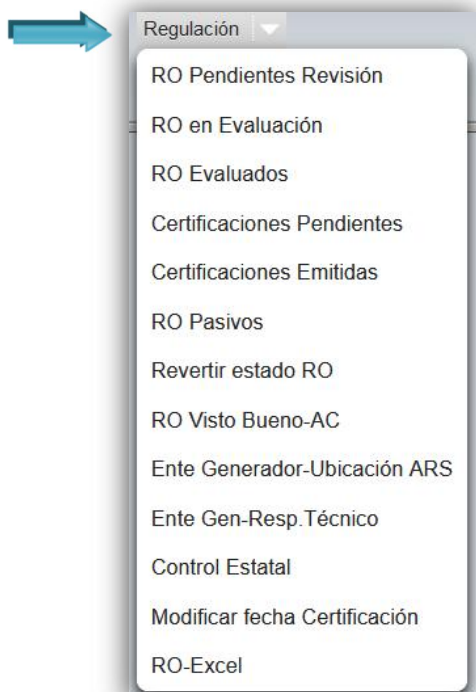 Regulación
RO Pendientes Revisión
RO en Evaluación
RO Evaluados
Certificaciones Pendientes
Certificaciones Emitidas
RO Pasivos
Revertir estado RO
RO Visto Bueno-AC
Ente Generador-Ubicación ARS
Ente Gen-Resp.Técnico
Control Estatal
Modificar fecha Certificación
RO-Excel